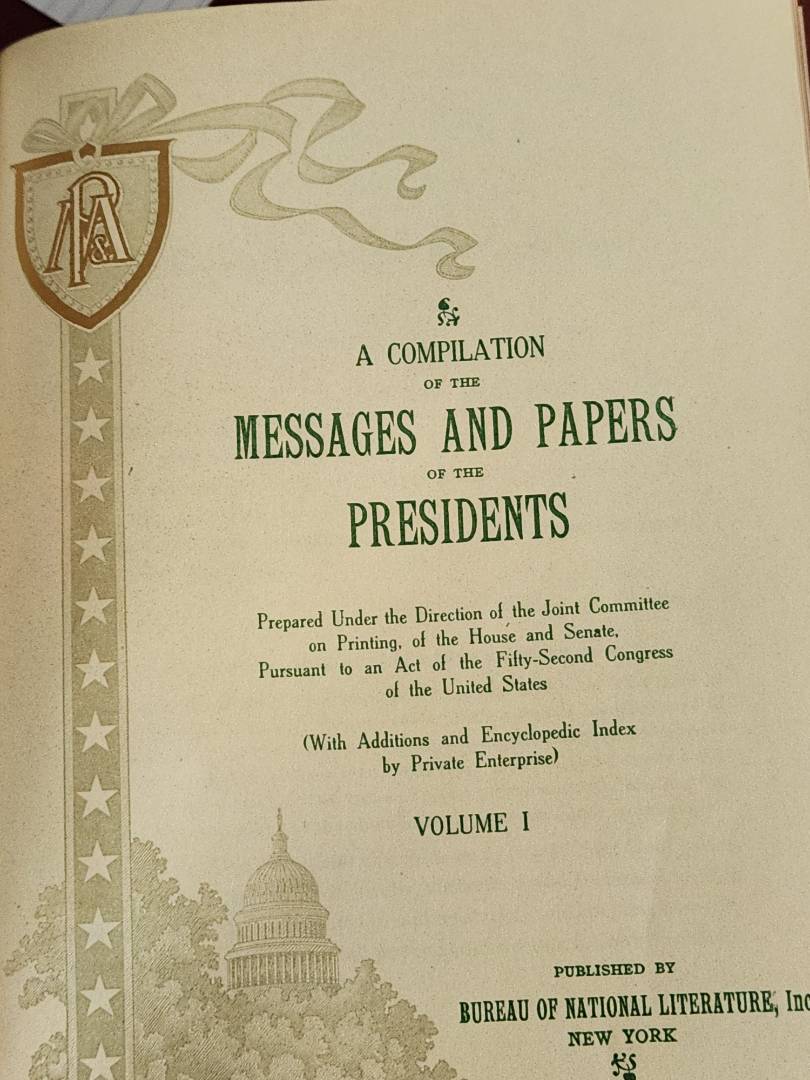 MP&A
A COMPILATION
OF THE
MESSAGES AND PAPERS
OF THE
PRESIDENTS
Prepared Under the Direction of the Joint Committee
on Printing, of the House and Senate,
Pursuant to an Act of the Fifty-Second Congress
of the United States
(With Additions and Encyclopedic Index
by Private Enterprise)
VOLUME I
PUBLISHED BY
BUREAU OF NATIONAL LITERATURE, Inc
NEW YORK